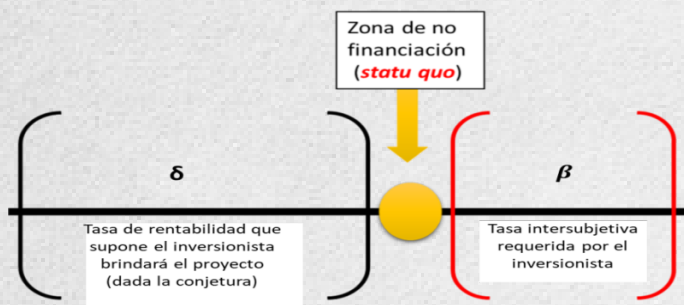 Zona de no
financiación
(statu quo)
δ
β
Tasa de rentabilidad que
supone el inversionista
brindará el proyecto
(dada la conjetura)
Tasa intersubjetiva
requerida por el
inversionista